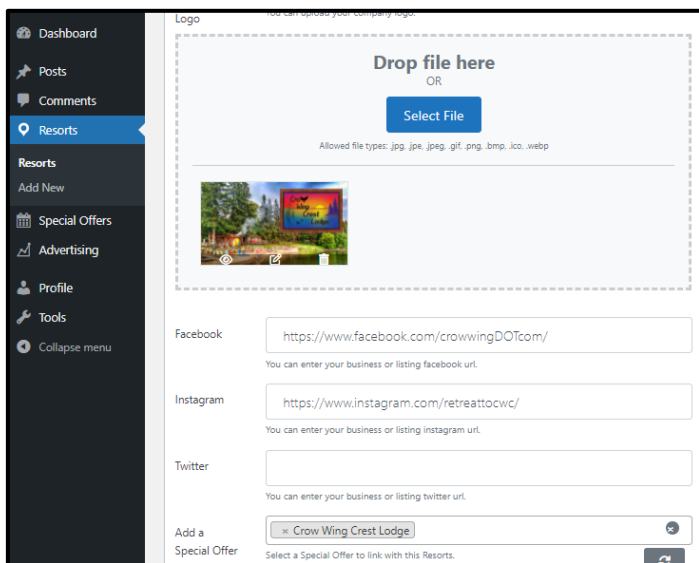 Dashboard
Posts
Comments
Resorts
Resorts
Add New
Special Offers
Advertising
Profile
Tools
Collapse menu
You can upload your company logo.
Logo
Drop file here
OR
Select File
Allowed file types: .jpg, .jpe, .jpeg, .gif, .png, .bmp, .ico, .webp
Crow
Wing
Crest
Lodge
Facebook
https://www.facebook.com/crowwingDOTcom/
You can enter your business or listing facebook url.
Instagram
https://www.instagram.com/retreattocwc/
You can enter your business or listing instagram url.
Twitter
You can enter your business or listing twitter url.
Add a
Special Offer
× Crow Wing Crest Lodge
Select a Special Offer to link with this Resorts.